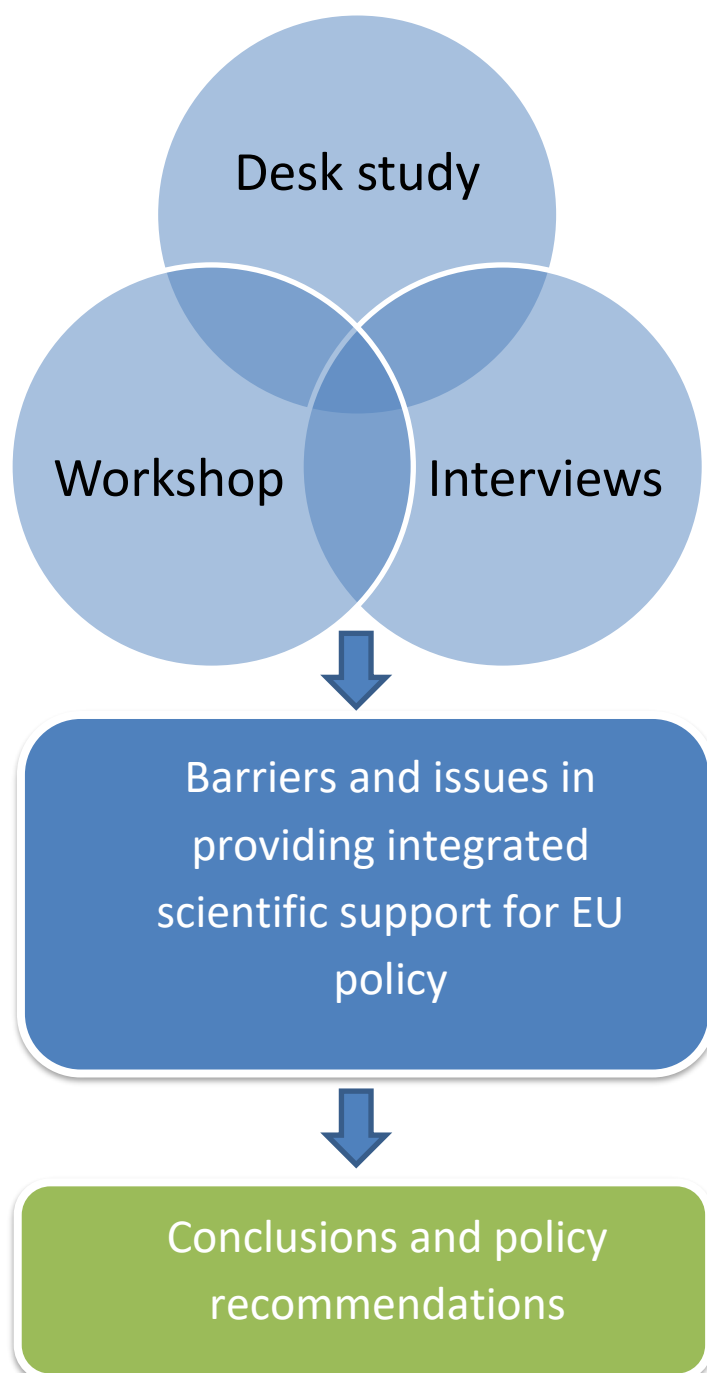 Desk study
Workshop
Interviews
Barriers and issues in
providing integrated
scientific support for EU
policy
Conclusions and policy
recommendations